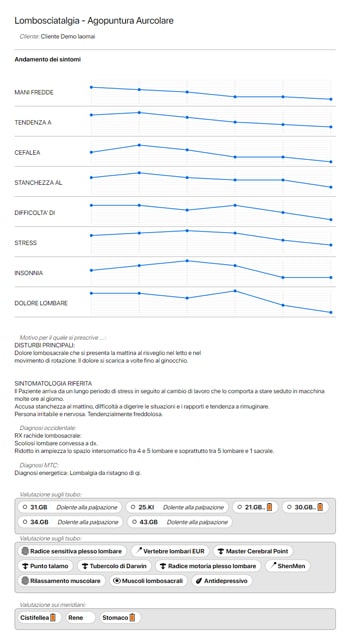 Lombosciatalgia - Agopuntura Aurcolare
Cliente: Cliente Demo Iaomai
Andamento dei sintomi
MANI FREDDE
TENDENZA A
CEFALEA
STANCHEZZA AL
DIFFICOLTA' DI
STRESS
INSONNIA
DOLORE LOMBARE
Motivo per il quale si prescrive ...:
DISTURBI PRINCIPALI:
Dolore lombosacrale che si presenta la mattina al risveglio nel letto e nel
movimento di rotazione. Il dolore si scarica a volte fino al ginocchio.
SINTOMATOLOGIA RIFERITA
Il Paziente arriva da un lungo periodo di stress in seguito al cambio di lavoro che lo comporta a stare seduto in macchina
molte ore al giorno.
Accusa stanchezza al mattino, difficoltà a digerire le situazioni e i rapporti e tendenza a rimuginare.
Persona irritabile e nervosa. Tendenzialmente freddolosa.
Diagnosi occidentale:
RX rachide lombosacrale:
Scoliosi lombare convessa a dx.
Ridotto in ampiezza lo spazio intersomatico fra 4 e 5 lombare e soprattutto tra 5 lombare e 1 sacrale.
Diagnosi MTC:
Diagnosi energetica: Lombalgia da ristagno di qi.
Valutazione sugli tsubo:
31.GB Dolente alla palpazione 25.KI Dolente alla palpazione 21.GB.. 30.GB..
34.GB Dolente alla palpazione 43.GB Dolente alla palpazione
Valutazione sugli tsubo:
Radice sensitiva plesso lombare Vertebre lombari EUR Master Cerebral Point
Punto talamo Tubercolo di Darwin Radice motoria plesso lombare ShenMen
Rilassamento muscolare Muscoli lombosacrali Antidepressivo
Valutazione sui meridiani:
Cistifellea Rene Stomaco